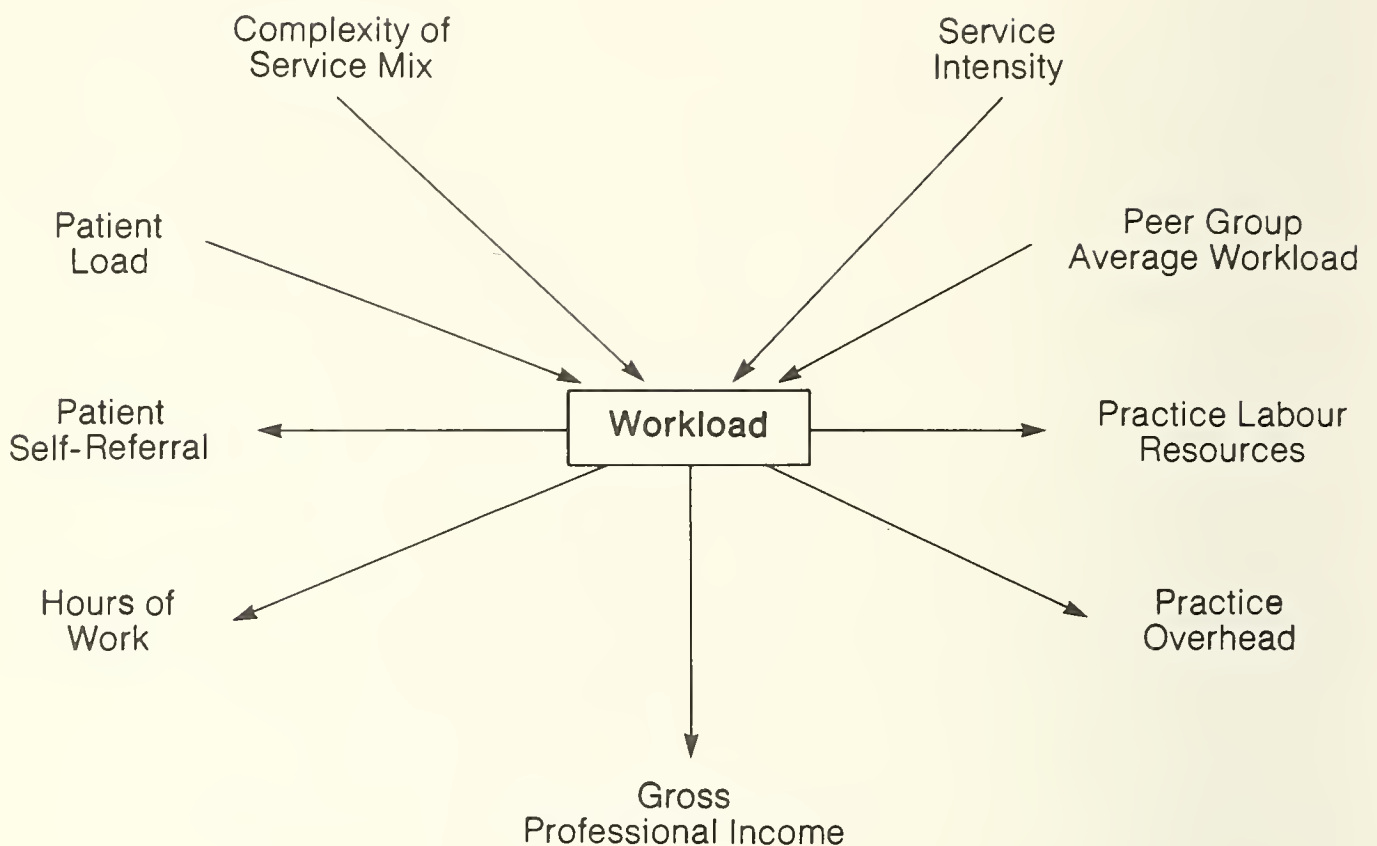 Complexity of
Service Mix
Service
Intensity
Patient
Load
Peer Group
Average Workload
Patient
Self-Referral
Workload
Practice Labour
Resources
Hours of
Work
Practice
Overhead
Gross
Professional Income